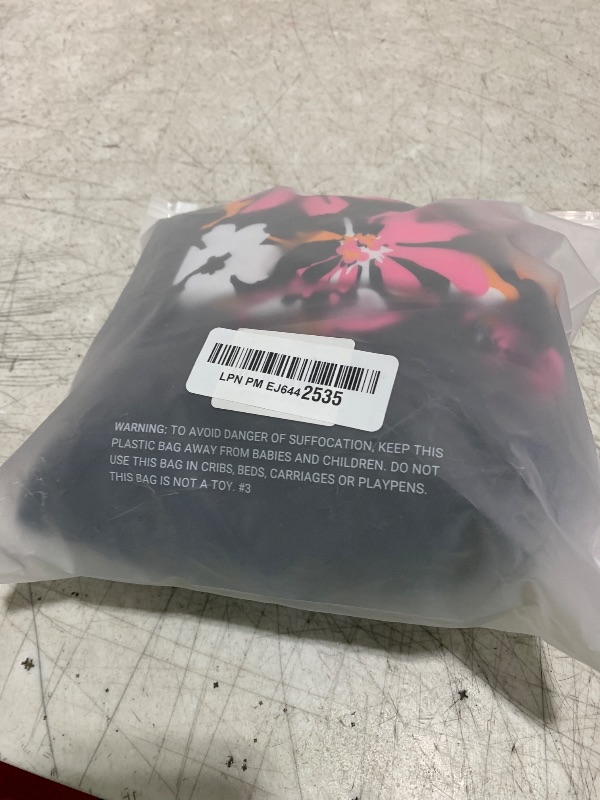 LPN PM EJ6442535
WARNING: TO AVOID DANGER OF SUFFOCATION, KEEP THIS
PLASTIC BAG AWAY FROM BABIES AND CHILDREN. DO NOT
USE THIS BAG IN CRIBS, BEDS, CARRIAGES OR PLAYPENS.
THIS BAG IS NOT A TOY. #3